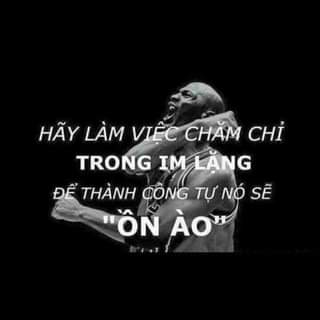 HÃY LÀM VIỆC CHĂM CHỈ
TRONG IM LẶNG
ĐỂ THÀNH CÔNG TỰ NÓ SẼ
"ỒN ÀO"